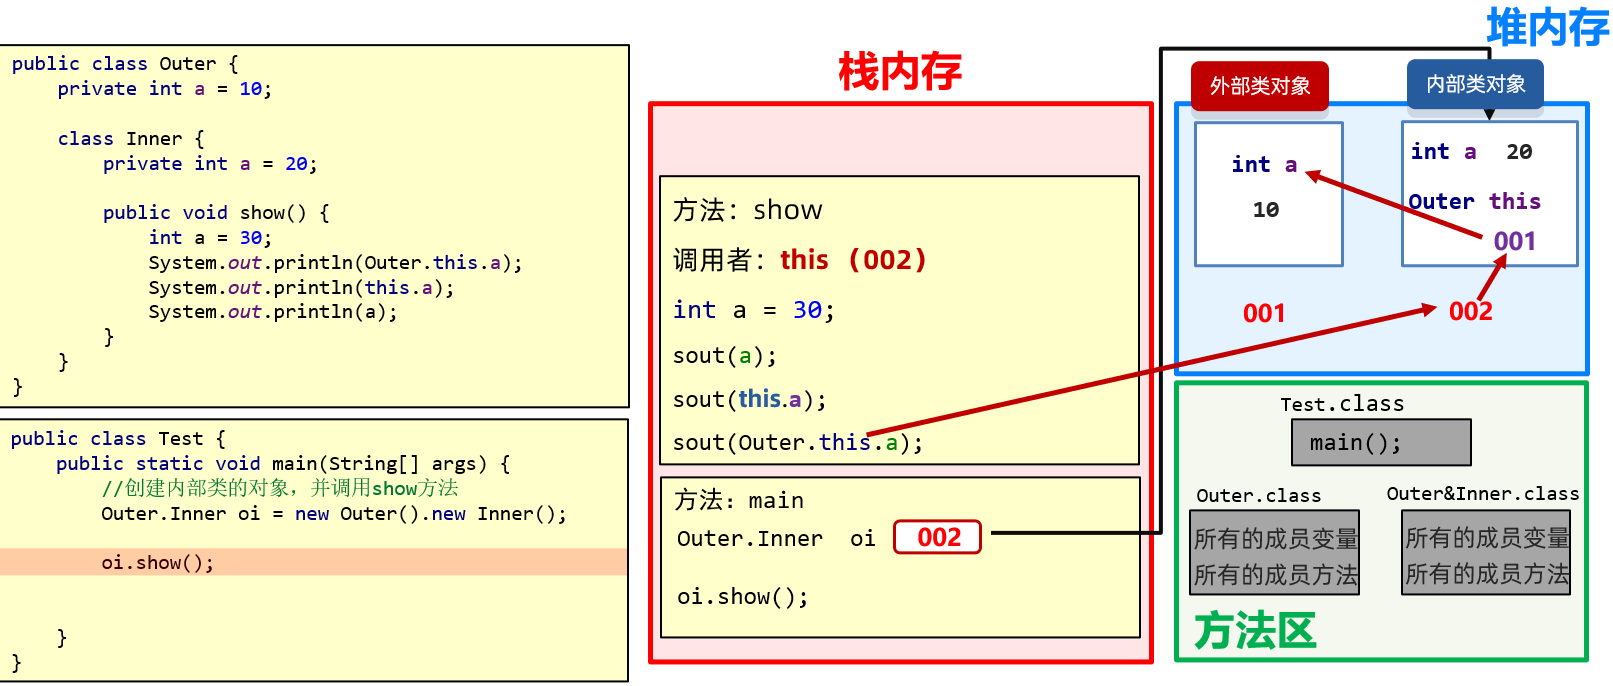 public class Outer {
    private int a = 10;
    class Inner {
        private int a = 20;
        public void show() {
            int a = 30;
            System.out.println(Outer.this.a);
            System.out.println(this.a);
            System.out.println(a);
        }
    }
}
public class Test {
    public static void main(String[] args) {
        //创建内部类的对象，并调用show方法
        Outer.Inner oi = new Outer().new Inner();
        oi.show();
    }
}
栈内存
方法：show
调用者：this (002)
int a = 30;
sout(a);
sout(this.a);
sout(Outer.this.a);
方法：main
Outer.Inner oi 002
oi.show();
堆内存
外部类对象
int a
10
001
内部类对象
int a 20
Outer this
001
002
Test.class
main();
Outer.class
所有的成员变量
所有的成员方法
Outer&Inner.class
所有的成员变量
所有的成员方法
方法区